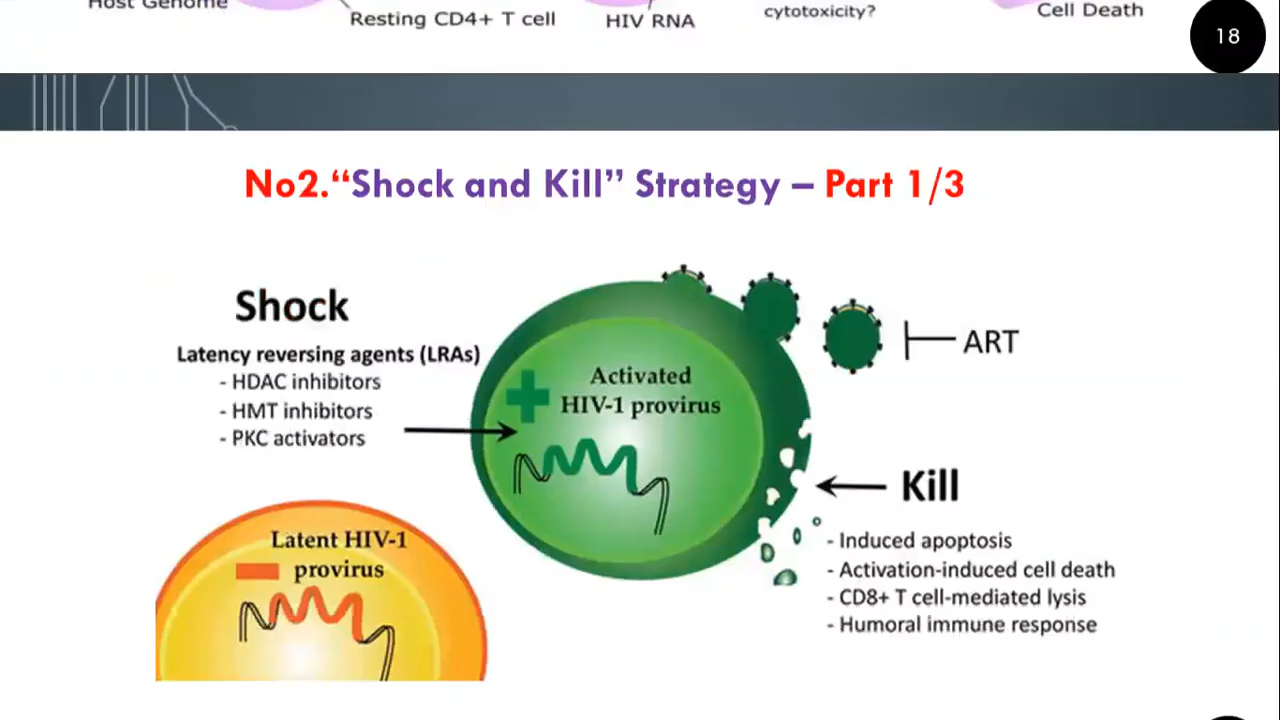 Host Genome
Resting CD4+ T cell
HIV RNA
cytotoxicity?
Cell Death
18
No2.“Shock and Kill” Strategy – Part 1/3
Shock
Latency reversing agents (LRAs)
- HDAC inhibitors
- HMT inhibitors
- PKC activators
Activated
HIV-1 provirus
ART
Kill
- Induced apoptosis
- Activation-induced cell death
- CD8+ T cell-mediated lysis
- Humoral immune response
Latent HIV-1
provirus